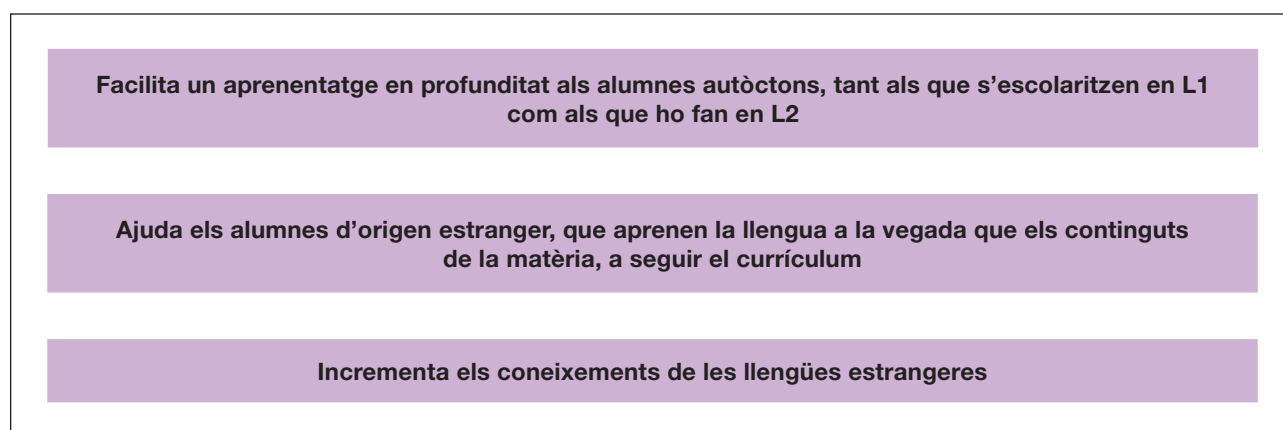 Facilita un aprenentatge en profunditat als alumnes autòctons, tant als que s’escolaritzen en L1
com als que ho fan en L2
Ajuda els alumnes d’origen estranger, que aprenen la llengua a la vegada que els continguts
de la matèria, a seguir el currículum
Incrementa els coneixements de les llengües estrangeres